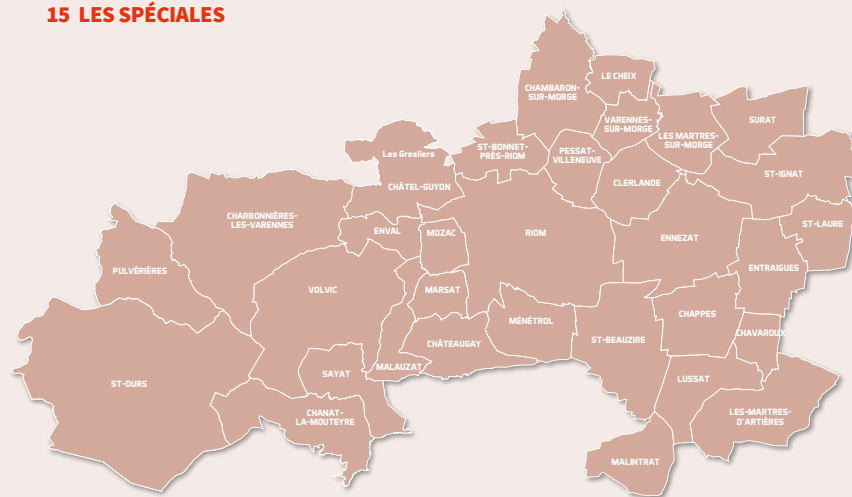 15 LES SPÉCIALES
LE CHEIX
CHAMBARON-
SUR-MORGE
VARENNES-
SUR-MORGE
SURAT
LES MARTRES-
SUR-MORGE
Les Grosliers
ST-BONNET-
PRÈS-RIOM
PESSAT-
VILLENEUVE
ST-IGNAT
CLERLANDE
CHÂTEL-GUYON
CHARBONNIÈRES-
LES-VARENNES
ST-LAURE
ENVAL
MOZAC
RIOM
ENNEZAT
PULVÉRIÈRES
ENTRAIGUES
VOLVIC
MARSAT
CHAPPES
MÉNÉTROL
CHAVAROUX
ST-BEAUZIRE
CHÂTEAUGAY
MALAUZAT
SAYAT
LUSSAT
ST-OURS
CHANAT-
LA-MOUTEYRE
LES-MARTRES-
D'ARTIÈRES
MALINTRAT